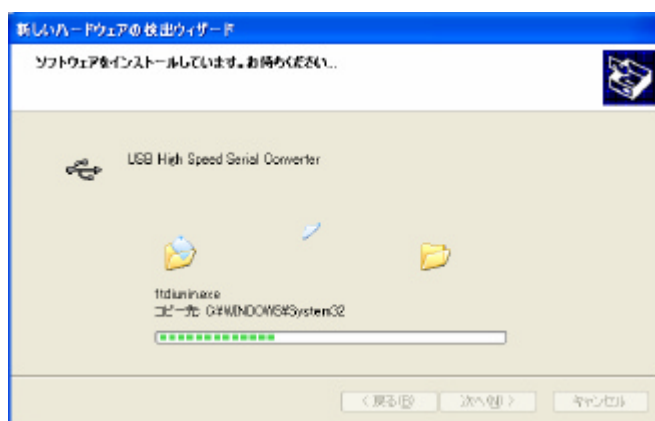 新しいハードウェアの検出ウィザード
ソフトウェアをインストールしています。お待ちください...
USB High Speed Serial Converter
ftdiunin.exe
コピー先: C:¥WINDOWS¥System32
< 戻る(B)
次へ(N) >
キャンセル